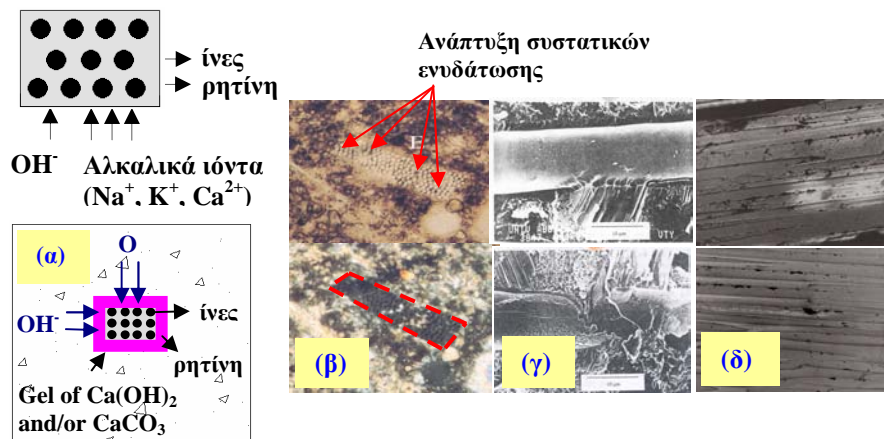 ίνες
ρητίνη
OH⁻
Αλκαλικά ιόντα
(Na⁺, K⁺, Ca²⁺)
(α)
O
OH⁻
ίνες
ρητίνη
Gel of Ca(OH)₂
and/or CaCO₃
Ανάπτυξη συστατικών
ενυδάτωσης
(β)
(γ)
(δ)